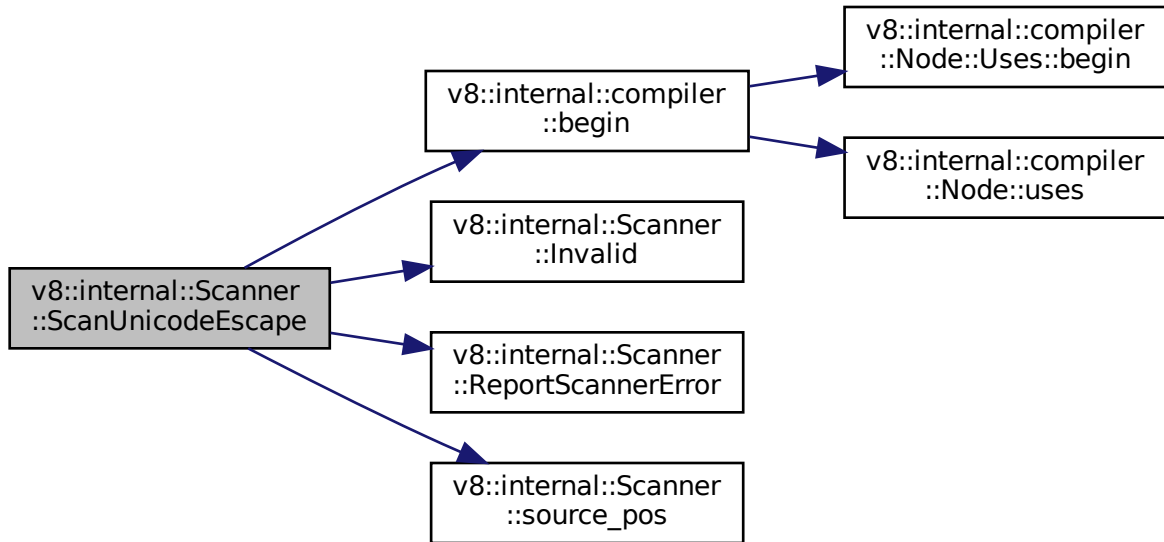 v8::internal::Scanner
::ScanUnicodeEscape
v8::internal::compiler
::begin
v8::internal::Scanner
::Invalid
v8::internal::Scanner
::ReportScannerError
v8::internal::Scanner
::source_pos
v8::internal::compiler
::Node::Uses::begin
v8::internal::compiler
::Node::uses